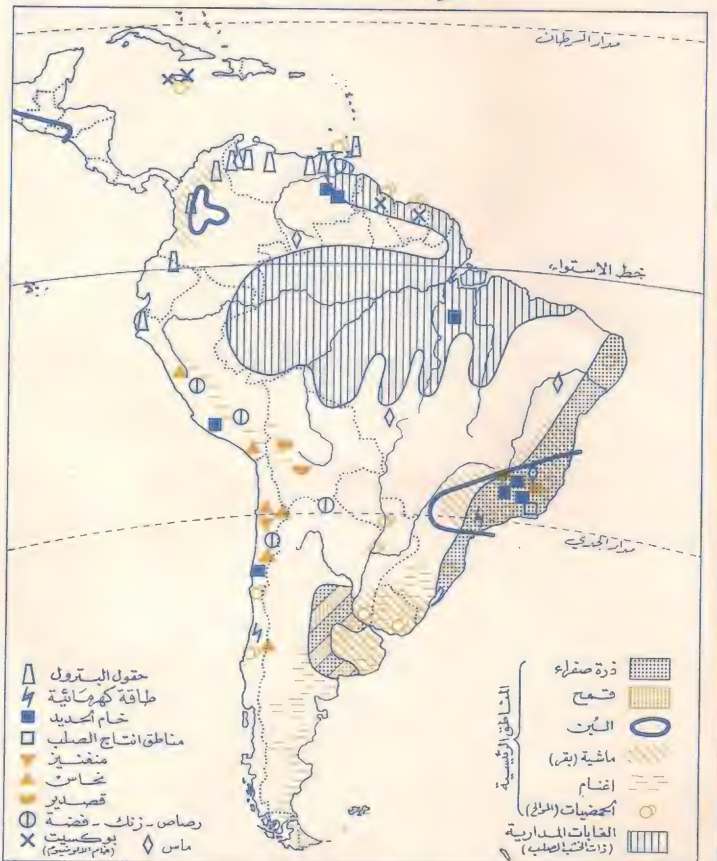 مدار السرطان
خط الاستواء
مدار الجدي
حقول البترول
طاقة كهرمائية
خام الحديد
مناطق انتاج الصلب
منغنيز
نحاس
قصدير
رصاص - زنك - فضة
بوكسيت
(خام الالومنيوم)
ماس
المناطق الرئيسية
ذرة صفراء
قمح
البن
ماشية (بقر)
اغنام
الحمضيات (الموالح)
الغابات المدارية
(ذات الخشب الصلب)